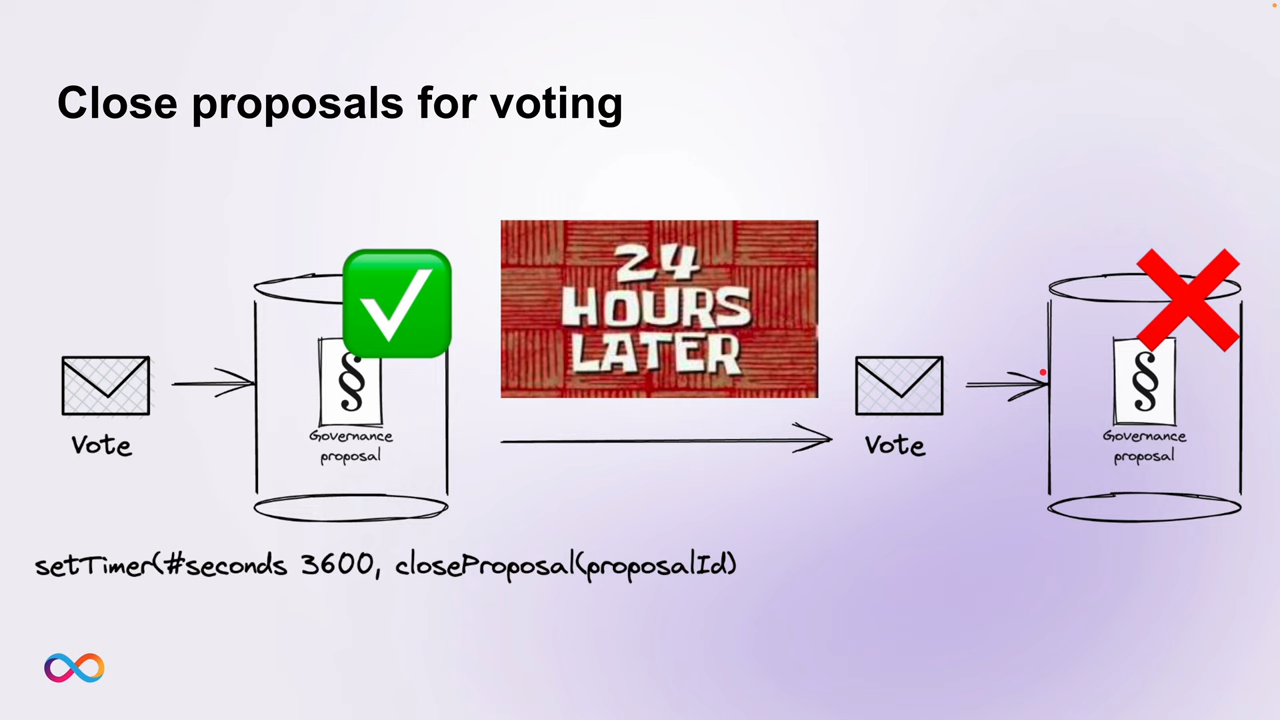 Close proposals for voting
24
HOURS
LATER
§
§
Governance
proposal
Governance
proposal
Vote
Vote
setTimer(#seconds 3600, closeProposal(proposalId)